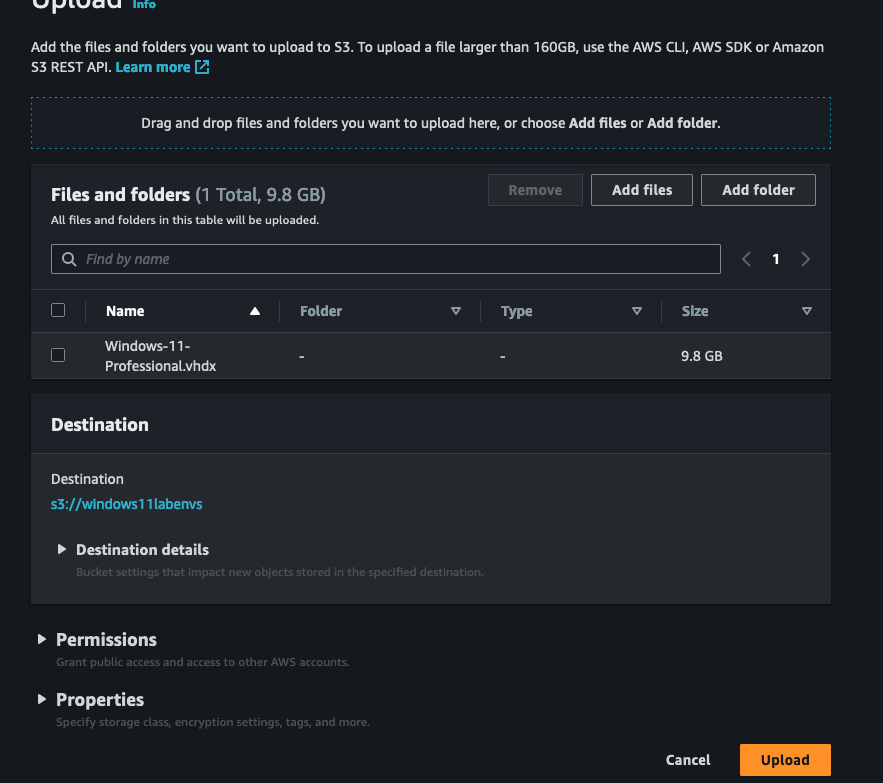 Upload Info
Add the files and folders you want to upload to S3. To upload a file larger than 160GB, use the AWS CLI, AWS SDK or Amazon
S3 REST API. Learn more
Drag and drop files and folders you want to upload here, or choose Add files or Add folder.
Files and folders (1 Total, 9.8 GB)
All files and folders in this table will be uploaded.
Remove
Add files
Add folder
Find by name
1
Name Folder Type Size
Windows-11-
Professional.vhdx
- - 9.8 GB
Destination
Destination
s3://windows11labenvs
Destination details
Bucket settings that impact new objects stored in the specified destination.
Permissions
Grant public access and access to other AWS accounts.
Properties
Specify storage class, encryption settings, tags, and more.
Cancel
Upload